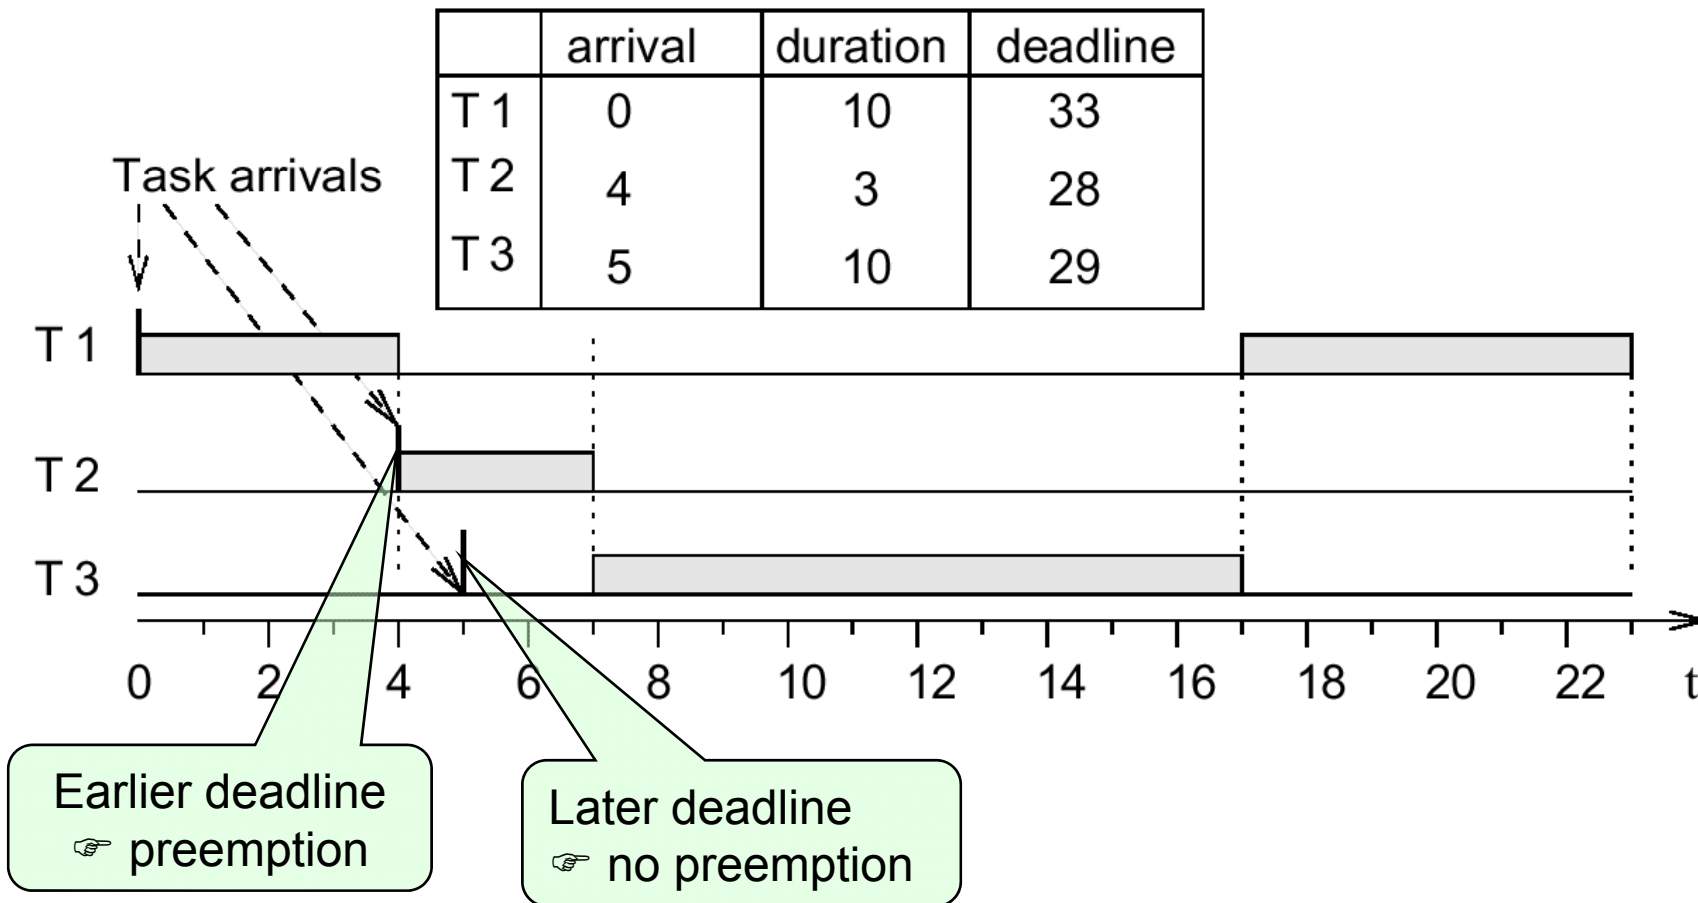 arrival duration deadline
T 1 0 10 33
T 2 4 3 28
T 3 5 10 29
Task arrivals
T 1
T 2
T 3
0 2 4 6 8 10 12 14 16 18 20 22 t
Earlier deadline
☞ preemption
Later deadline
☞ no preemption